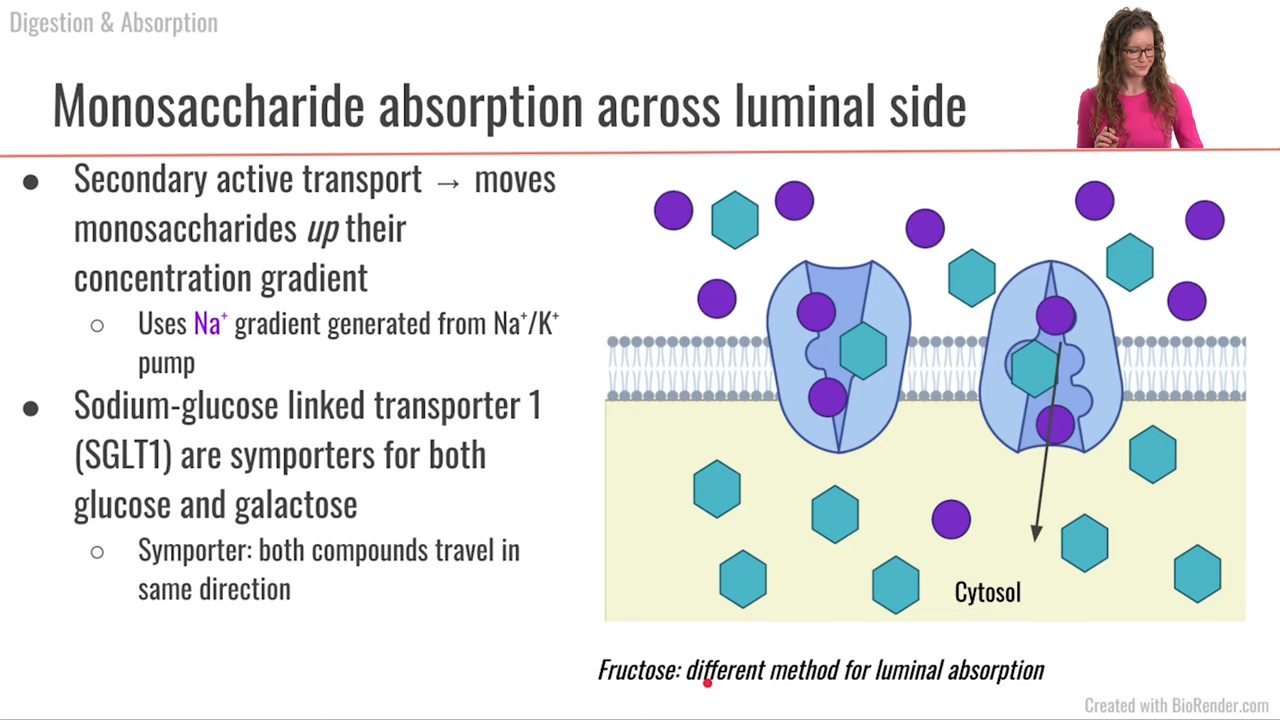 Digestion & Absorption
Monosaccharide absorption across luminal side
● Secondary active transport → moves
monosaccharides up their
concentration gradient
○ Uses Na⁺ gradient generated from Na⁺/K⁺
pump
● Sodium-glucose linked transporter 1
(SGLT1) are symporters for both
glucose and galactose
○ Symporter: both compounds travel in
same direction
Cytosol
Fructose: different method for luminal absorption
Created with BioRender.com